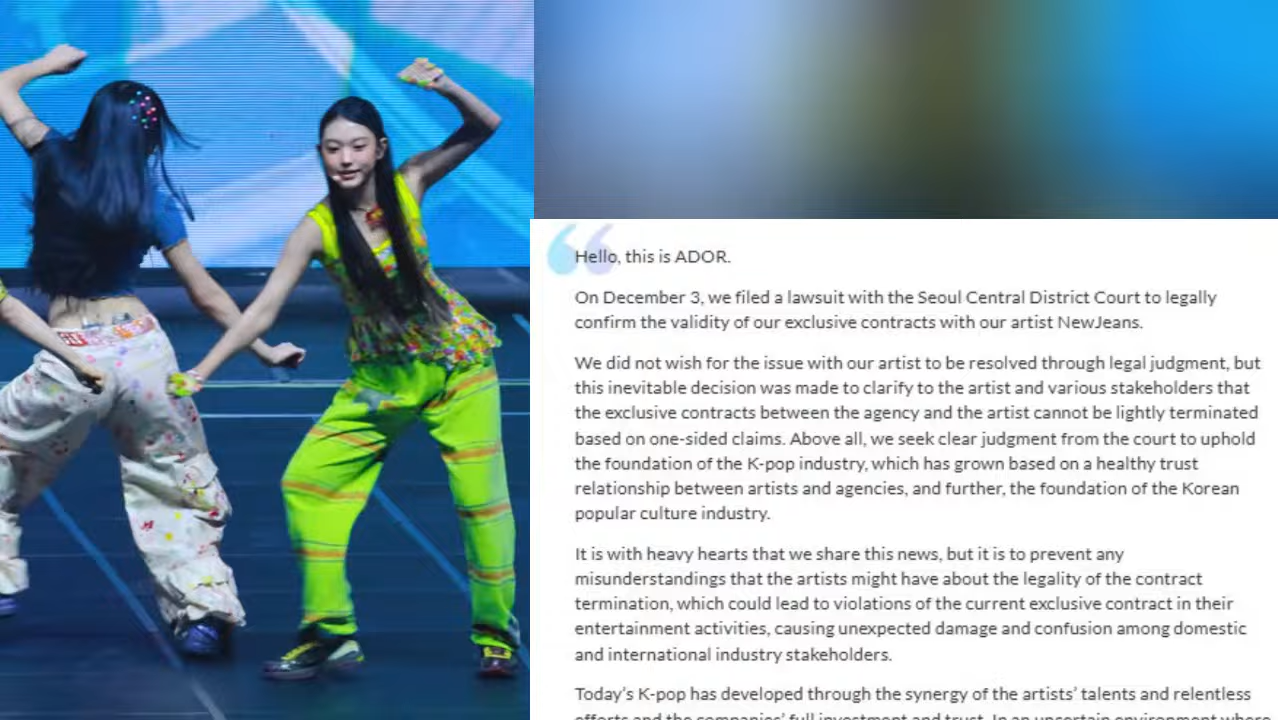 Hello, this is ADOR.
On December 3, we filed a lawsuit with the Seoul Central District Court to legally
confirm the validity of our exclusive contracts with our artist NewJeans.
We did not wish for the issue with our artist to be resolved through legal judgment, but
this inevitable decision was made to clarify to the artist and various stakeholders that
the exclusive contracts between the agency and the artist cannot be lightly terminated
based on one-sided claims. Above all, we seek clear judgment from the court to uphold
the foundation of the K-pop industry, which has grown based on a healthy trust
relationship between artists and agencies, and further, the foundation of the Korean
popular culture industry.
It is with heavy hearts that we share this news, but it is to prevent any
misunderstandings that the artists might have about the legality of the contract
termination, which could lead to violations of the current exclusive contract in their
entertainment activities, causing unexpected damage and confusion among domestic
and international industry stakeholders.
Today's K-pop has developed through the synergy of the artists' talents and relentless
efforts and the companies' full investment and trust. In an uncertain environment where